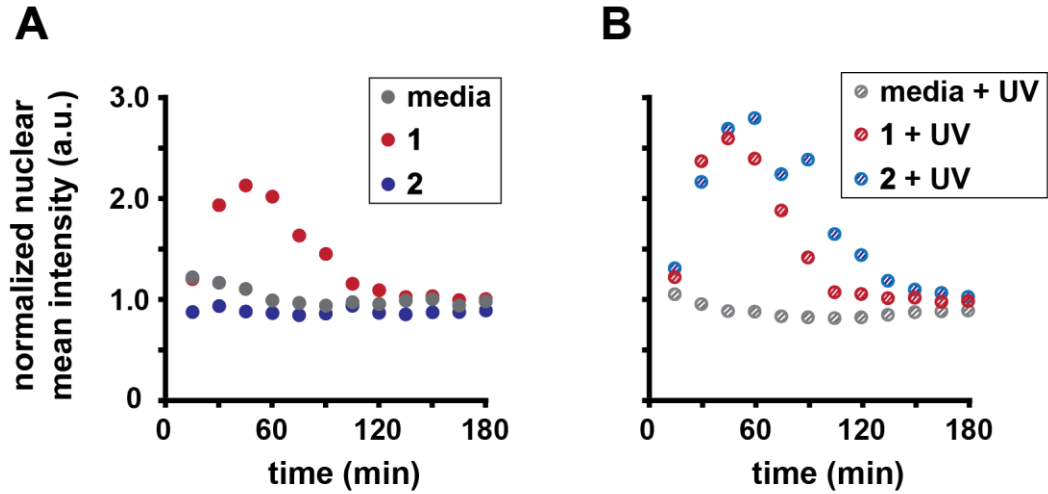 A
normalized nuclear
mean intensity (a.u.)
3.0
2.0
1.0
0
media
1
2
0
60
120
180
time (min)
B
media + UV
1 + UV
2 + UV
0
60
120
180
time (min)